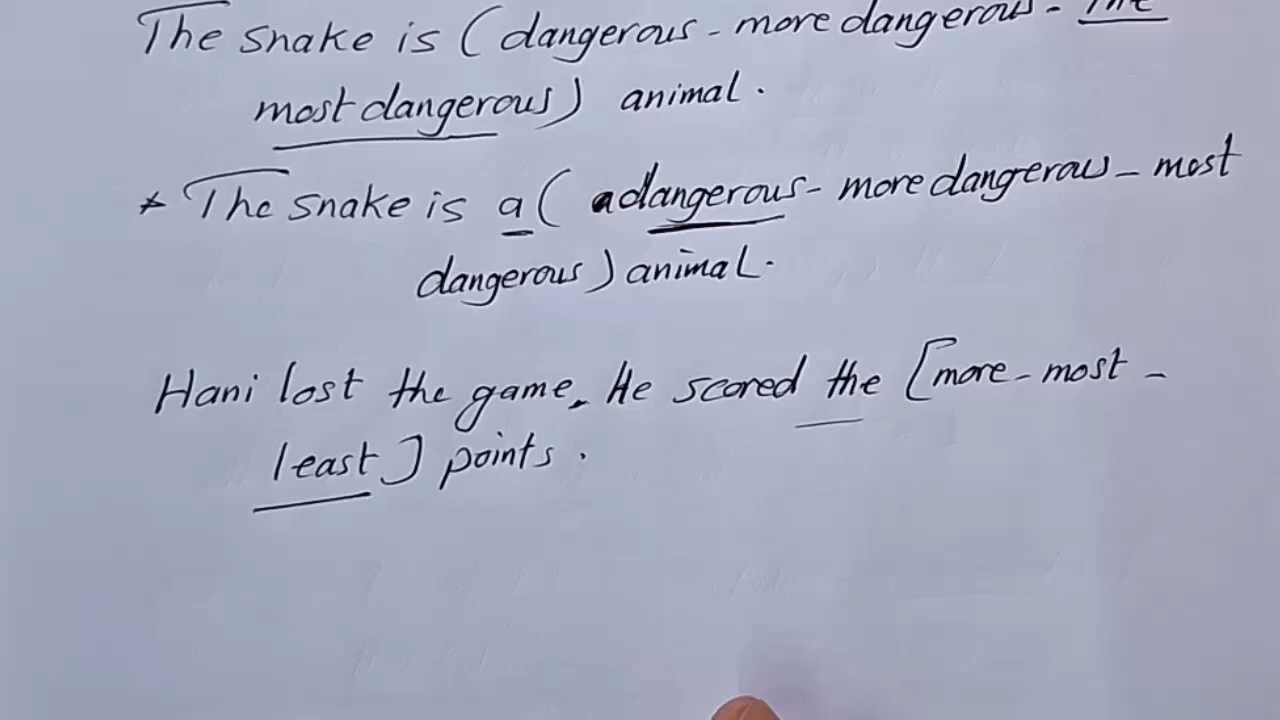 The snake is ( dangerous - more dangerous - The
most dangerous ) animal .
* The snake is a ( dangerous - more dangerous - most
dangerous ) animal .
Hani lost the game. He scored the [ more - most -
least ] points .